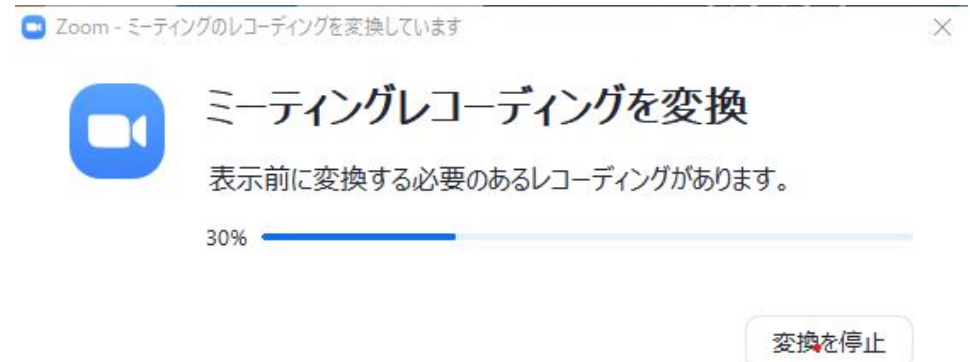 Zoom - ミーティングのレコーディングを変換しています
ミーティングレコーディングを変換
表示前に変換する必要のあるレコーディングがあります。
30%
変換を停止